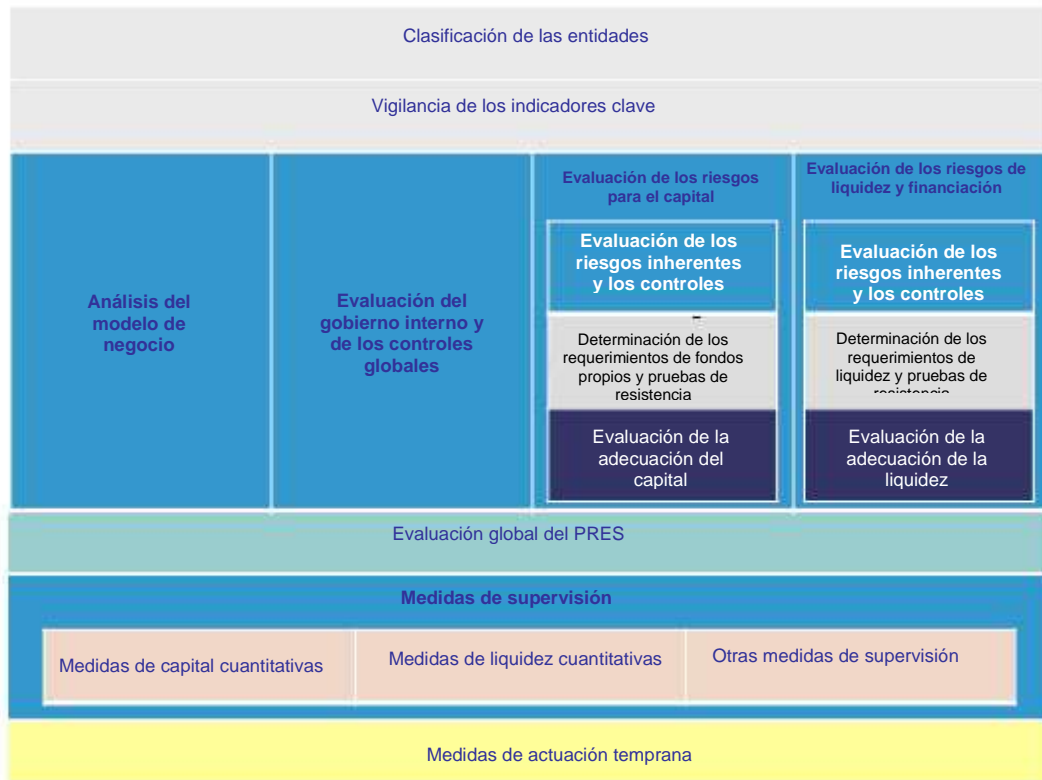 Clasificación de las entidades
Vigilancia de los indicadores clave
Análisis del
modelo de
negocio
Evaluación del
gobierno interno y
de los controles
globales
Evaluación de los riesgos
para el capital
Evaluación de los
riesgos inherentes
y los controles
Determinación de los
requerimientos de fondos
propios y pruebas de
resistencia
Evaluación de la
adecuación del
capital
Evaluación de los riesgos de
liquidez y financiación
Evaluación de los
riesgos inherentes
y los controles
Determinación de los
requerimientos de
liquidez y pruebas de
resistencia
Evaluación de la
adecuación de la
liquidez
Evaluación global del PRES
Medidas de supervisión
Medidas de capital cuantitativas
Medidas de liquidez cuantitativas
Otras medidas de supervisión
Medidas de actuación temprana